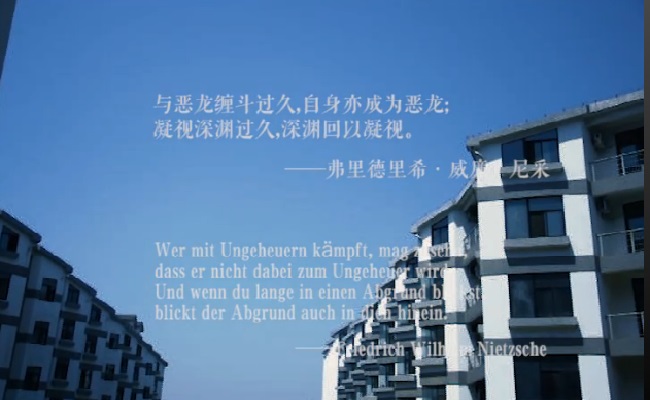 与恶龙缠斗过久,自身亦成为恶龙;
凝视深渊过久,深渊回以凝视。
——弗里德里希·威廉·尼采
Wer mit Ungeheuern kämpft, mag zusehn,
dass er nicht dabei zum Ungeheuer wird.
Und wenn du lange in einen Abgrund blickst,
blickt der Abgrund auch in dich hinein.
——Friedrich Wilhelm Nietzsche